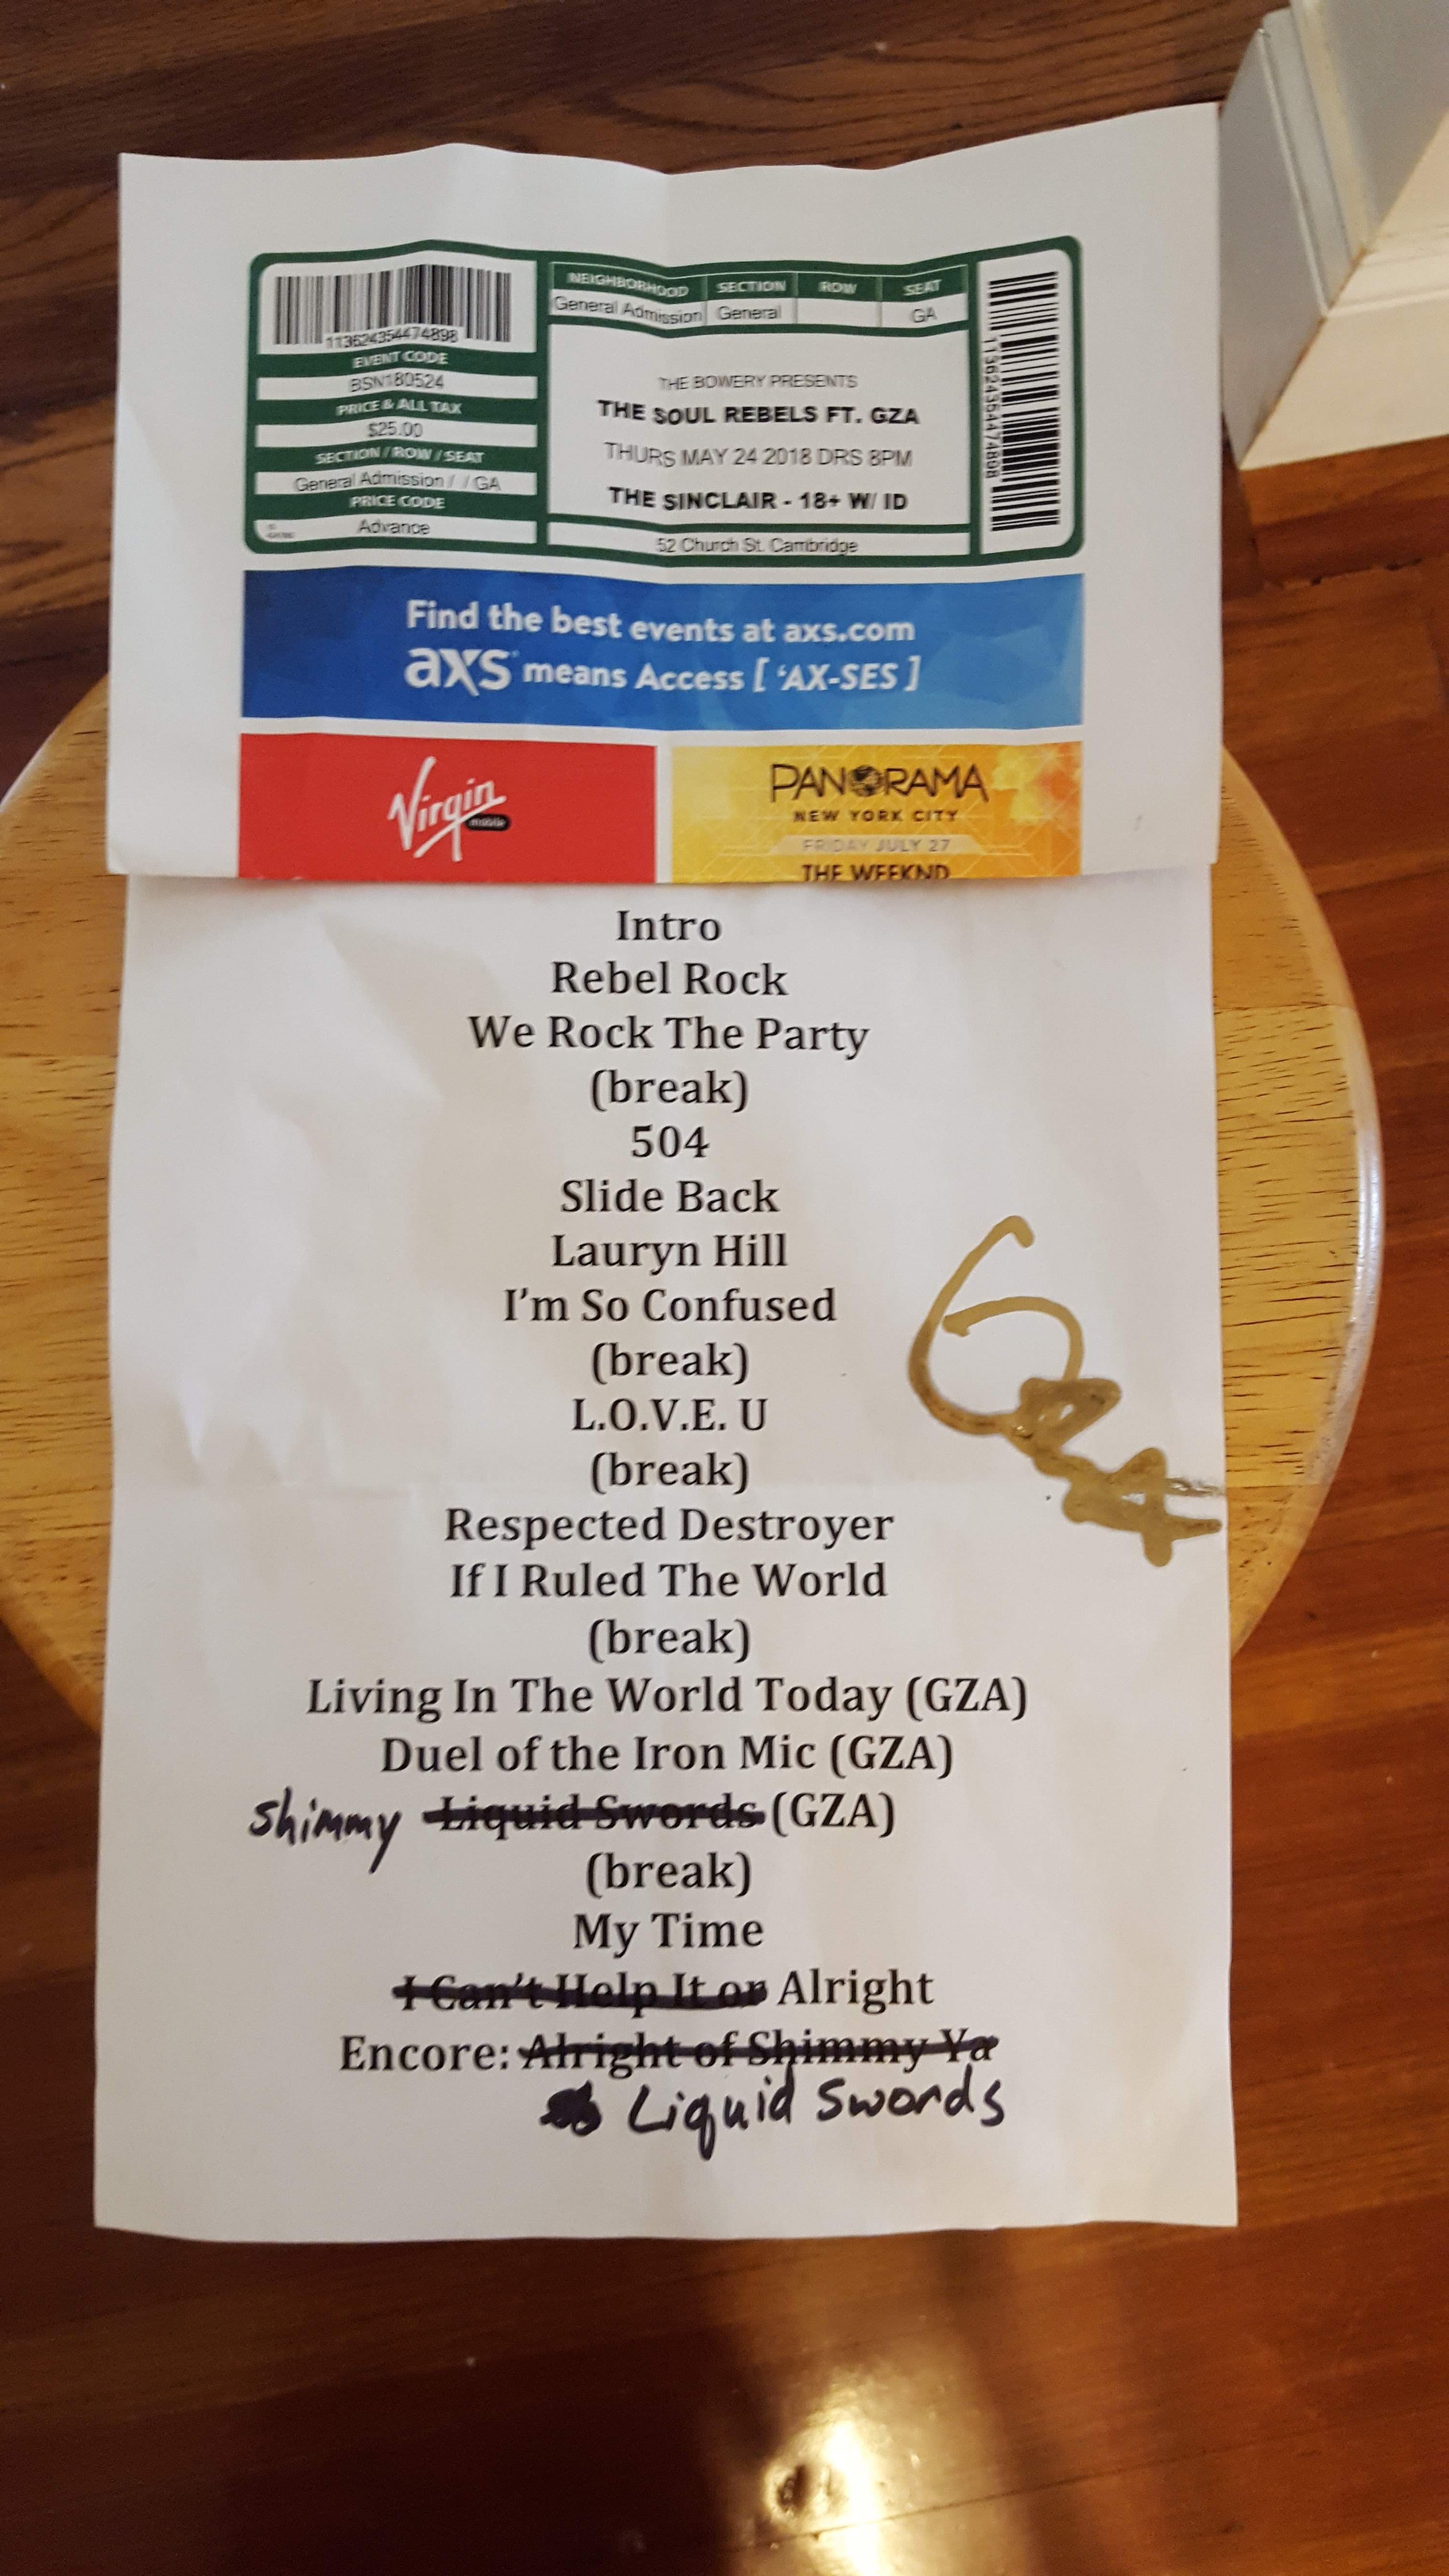 113624354474898
EVENT CODE
BSN180524
PRICE & ALL TAX
$25.00
SECTION / ROW / SEAT
General Admission / / GA
PRICE CODE
Advance
NEIGHBORHOOD SECTION ROW SEAT
General Admission General GA
THE BOWERY PRESENTS
THE SOUL REBELS FT. GZA
THURS MAY 24 2018 DRS 8PM
THE SINCLAIR - 18+ W/ ID
52 Church St. Cambridge
113624354474898
Find the best events at axs.com
axs means Access [ ‘AX-SES ]
Virgin
mobile
PANORAMA
NEW YORK CITY
FRIDAY JULY 27
THE WEEKND
Intro
Rebel Rock
We Rock The Party
(break)
504
Slide Back
Lauryn Hill
I’m So Confused
(break)
L.O.V.E. U
(break)
Respected Destroyer
If I Ruled The World
(break)
Living In The World Today (GZA)
Duel of the Iron Mic (GZA)
shimmy Liquid Swords (GZA)
(break)
My Time
I Can’t Help It or Alright
Encore: Alright of Shimmy Ya
Liquid Swords
GZA